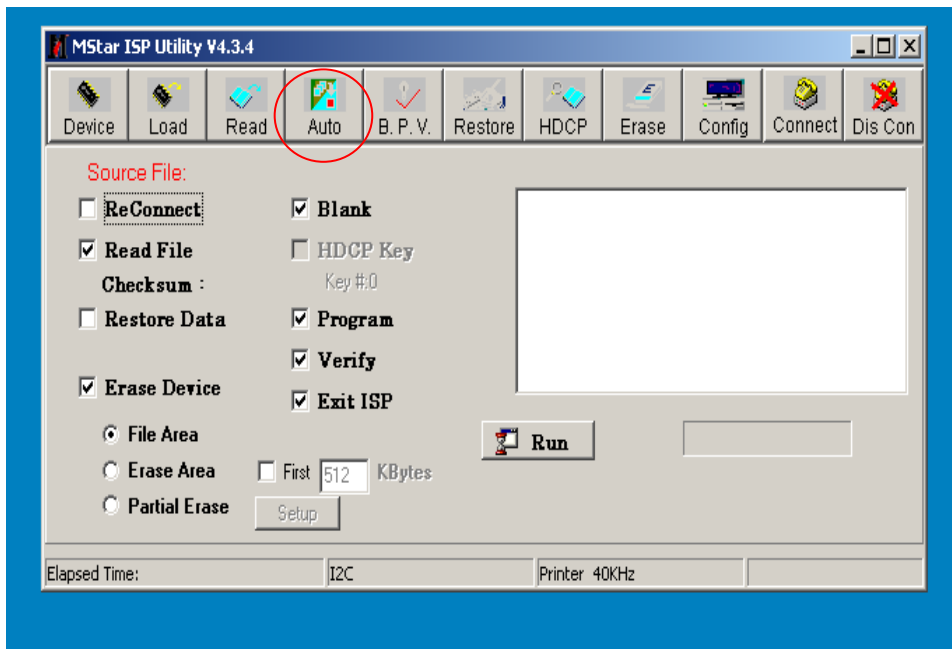 MStar ISP Utility V4.3.4
Device Load Read Auto B. P. V. Restore HDCP Erase Config Connect Dis Con
Source File:
ReConnect
Blank
Read File
HDCP Key
Checksum :
Key #:0
Restore Data
Program
Verify
Erase Device
Exit ISP
File Area
Run
Erase Area
First 512 KBytes
Partial Erase
Setup
Elapsed Time: I2C Printer 40KHz